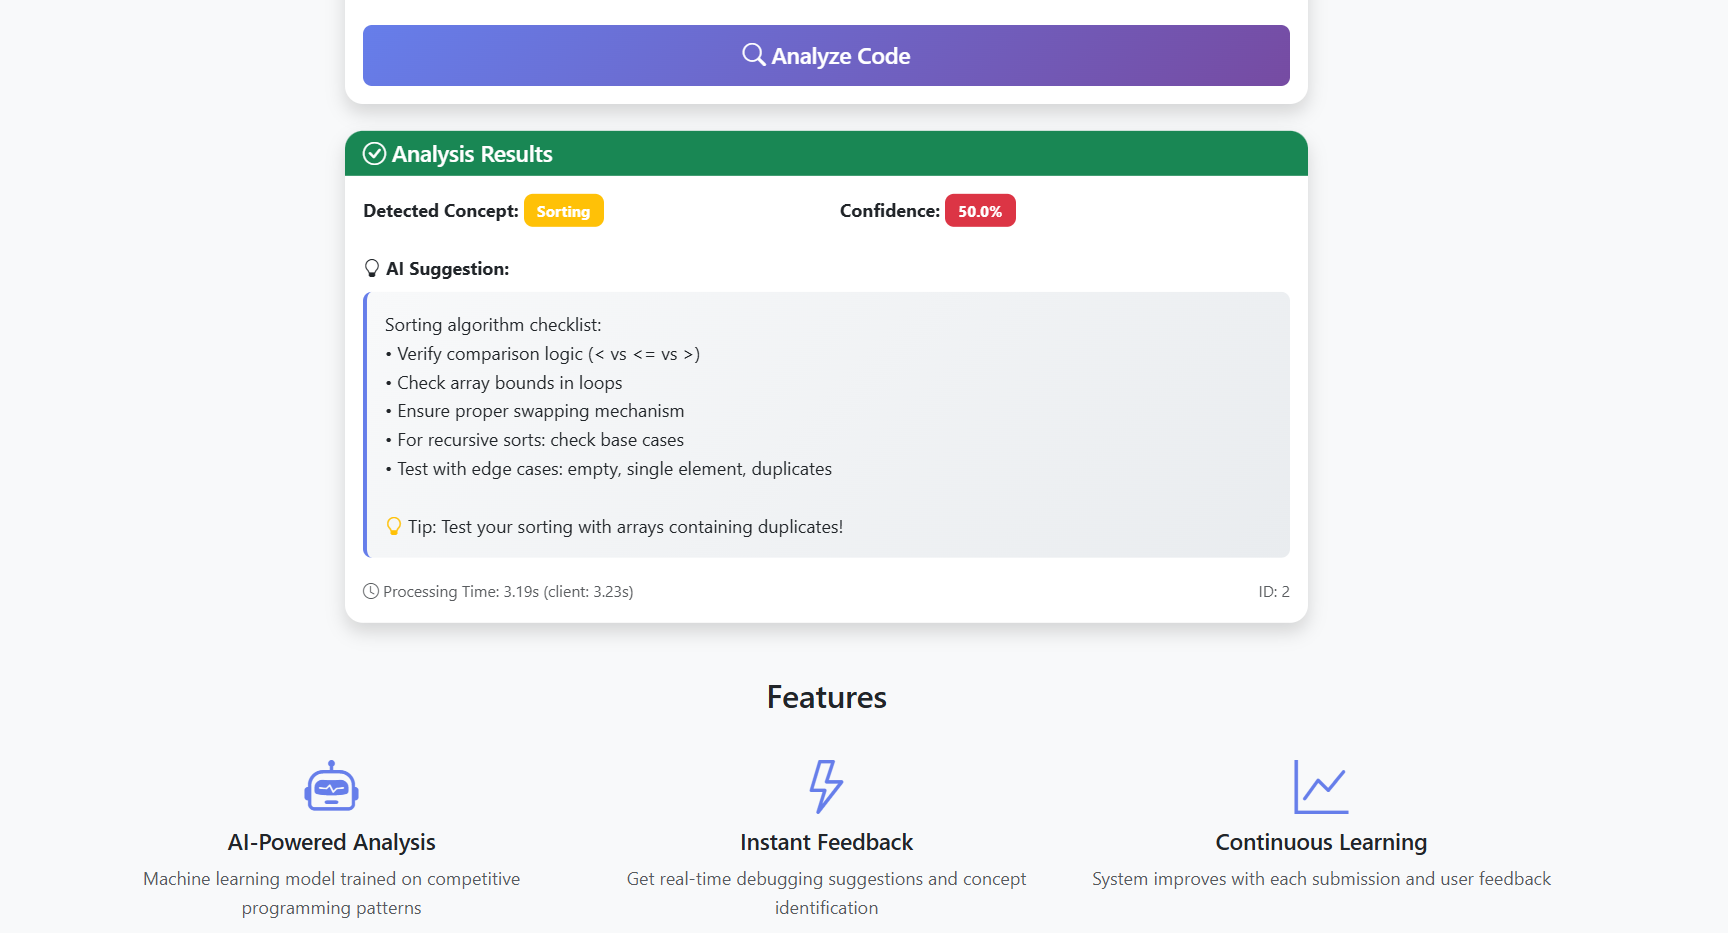 Analyze Code
Analysis Results
Detected Concept: Sorting
Confidence: 50.0%
AI Suggestion:
Sorting algorithm checklist:
• Verify comparison logic (< vs <= vs >)
• Check array bounds in loops
• Ensure proper swapping mechanism
• For recursive sorts: check base cases
• Test with edge cases: empty, single element, duplicates
Tip: Test your sorting with arrays containing duplicates!
Processing Time: 3.19s (client: 3.23s)
ID: 2
Features
AI-Powered Analysis
Machine learning model trained on competitive
programming patterns
Instant Feedback
Get real-time debugging suggestions and concept
identification
Continuous Learning
System improves with each submission and user feedback